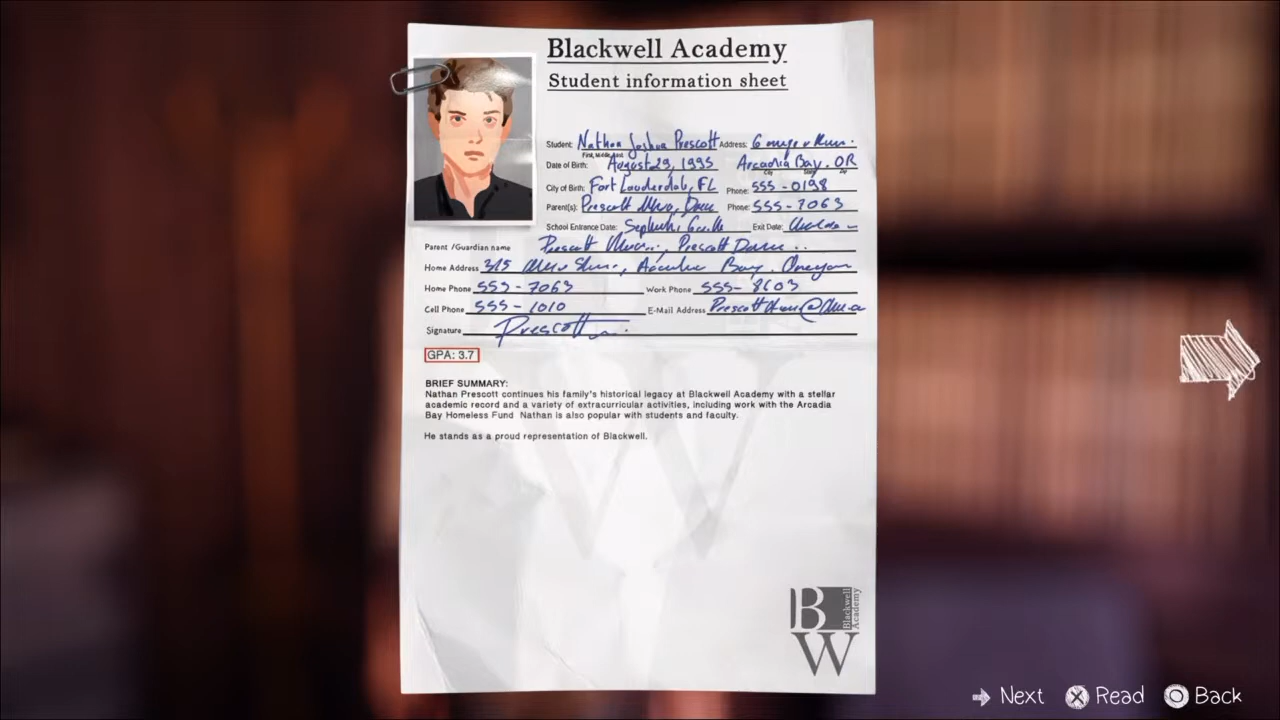 Blackwell Academy
Student information sheet
Student: Nathan Joshua Prescott Address:
First, Middle, Last
Date of Birth: August 29, 1995 Arcadia Bay, OR
City State Zip
City of Birth: Fort Lauderdale, FL Phone: 555-0198
Parent(s): Prescott Phone: 555-7063
School Entrance Date: Exit Date:
Parent /Guardian name Prescott Prescott
Home Address 315 Bay, Oregon
Home Phone 555-7063 Work Phone 555-8103
Cell Phone 555-1010 E-Mail Address
Signature Prescott
GPA: 3.7
BRIEF SUMMARY:
Nathan Prescott continues his family's historical legacy at Blackwell Academy with a stellar
academic record and a variety of extracurricular activities, including work with the Arcadia
Bay Homeless Fund Nathan is also popular with students and faculty.
He stands as a proud representation of Blackwell.
B
Blackwell
Academy
W
Next Read Back